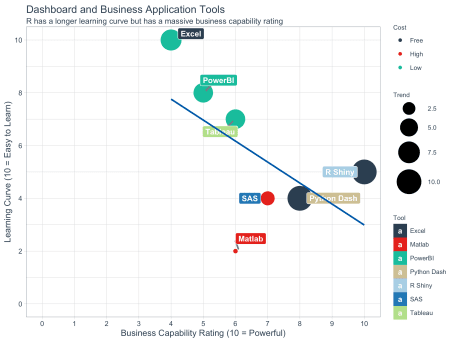 Dashboard and Business Application Tools
R has a longer learning curve but has a massive business capability rating
Learning Curve (10 = Easy to Learn)
10
8
6
4
2
0
Excel
PowerBI
Tableau
R Shiny
SAS
Python Dash
Matlab
0 1 2 3 4 5 6 7 8 9 10
Business Capability Rating (10 = Powerful)
Cost
Free
High
Low
Trend
2.5
5.0
7.5
10.0
Tool
a Excel
a Matlab
a PowerBI
a Python Dash
a R Shiny
a SAS
a Tableau